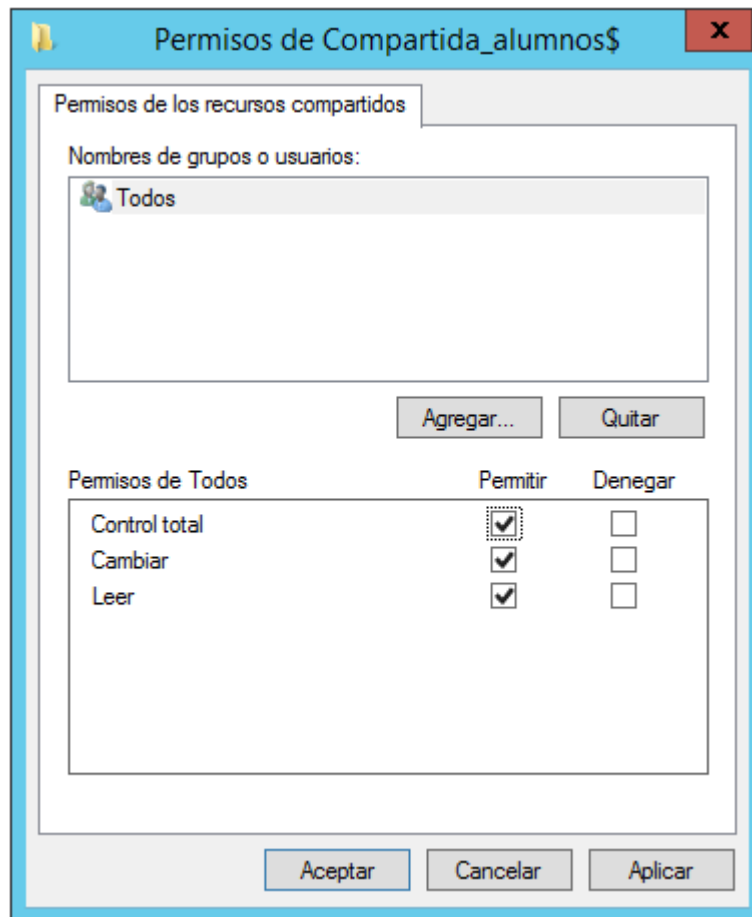 Permisos de Compartida_alumnos$
x
Permisos de los recursos compartidos
Nombres de grupos o usuarios:
Todos
Agregar...
Quitar
Permisos de Todos
Permitir
Denegar
Control total
Cambiar
Leer
Aceptar
Cancelar
Aplicar